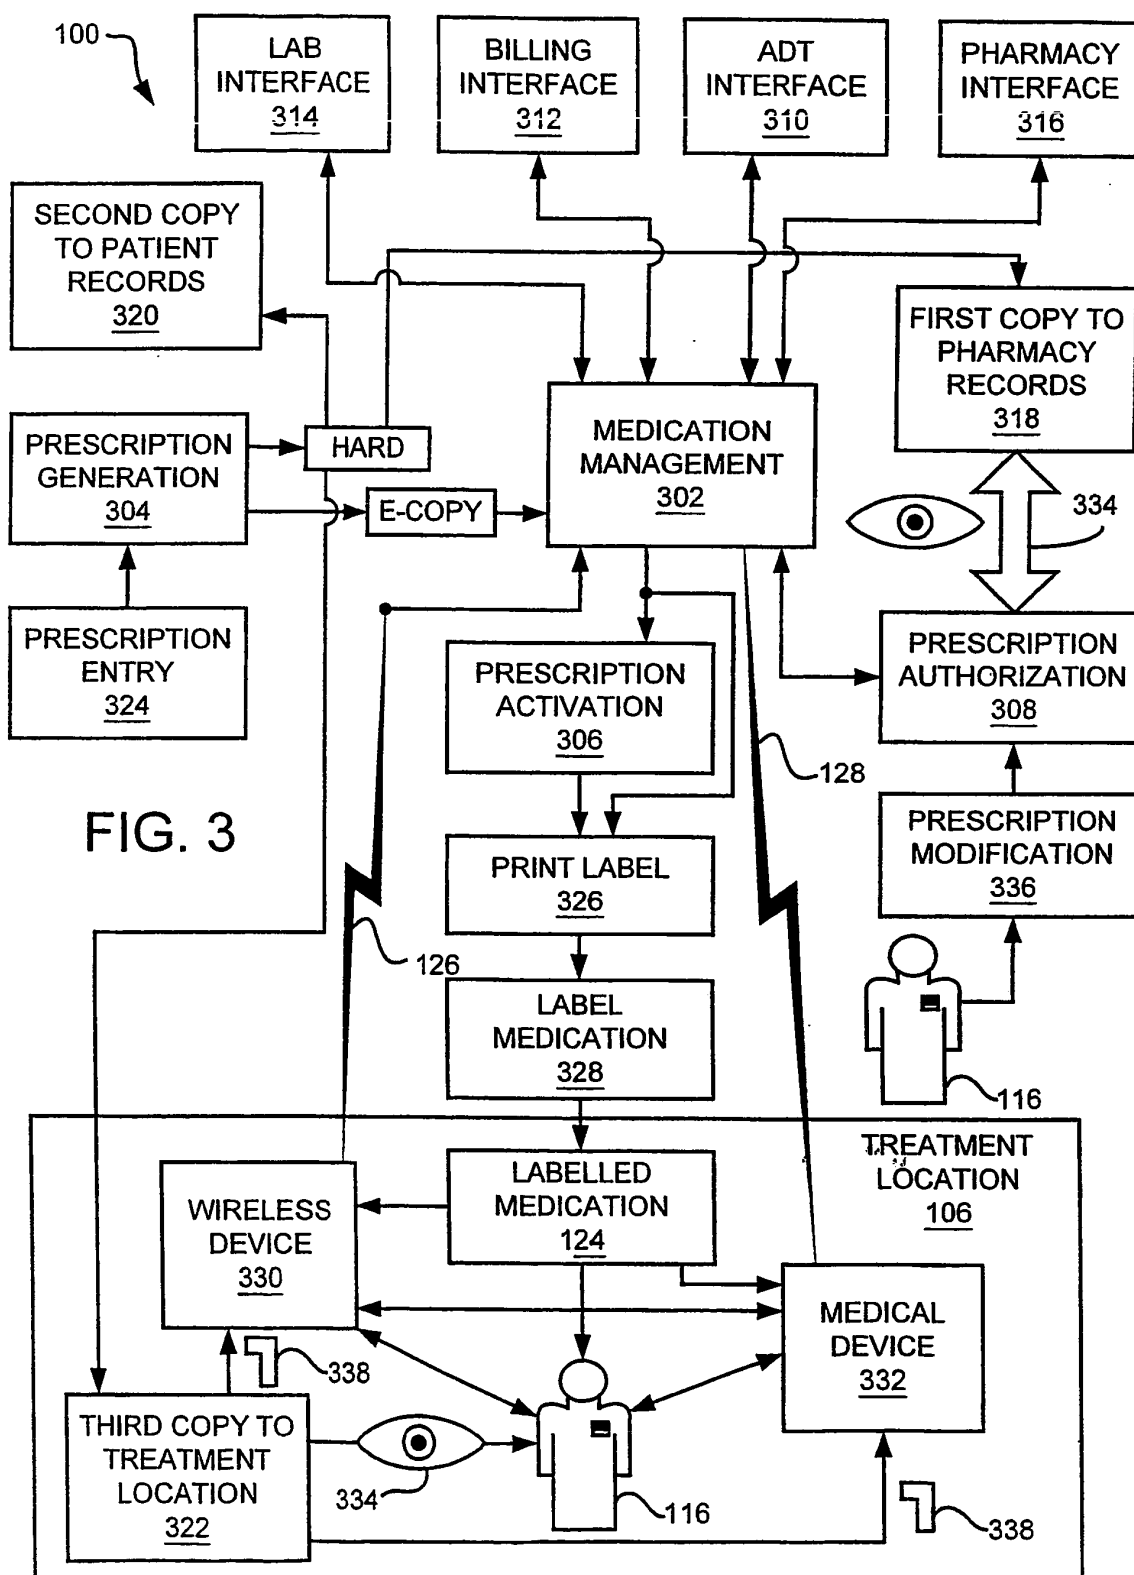 100
LAB
INTERFACE
314
BILLING
INTERFACE
312
ADT
INTERFACE
310
PHARMACY
INTERFACE
316
SECOND COPY
TO PATIENT
RECORDS
320
FIRST COPY TO
PHARMACY
RECORDS
318
PRESCRIPTION
GENERATION
304
HARD
E-COPY
MEDICATION
MANAGEMENT
302
334
PRESCRIPTION
ENTRY
324
PRESCRIPTION
ACTIVATION
306
PRESCRIPTION
AUTHORIZATION
308
128
FIG. 3
PRINT LABEL
326
PRESCRIPTION
MODIFICATION
336
126
LABEL
MEDICATION
328
116
TREATMENT
LOCATION
106
LABELLED
MEDICATION
124
WIRELESS
DEVICE
330
MEDICAL
DEVICE
332
338
THIRD COPY TO
TREATMENT
LOCATION
322
334
116
338